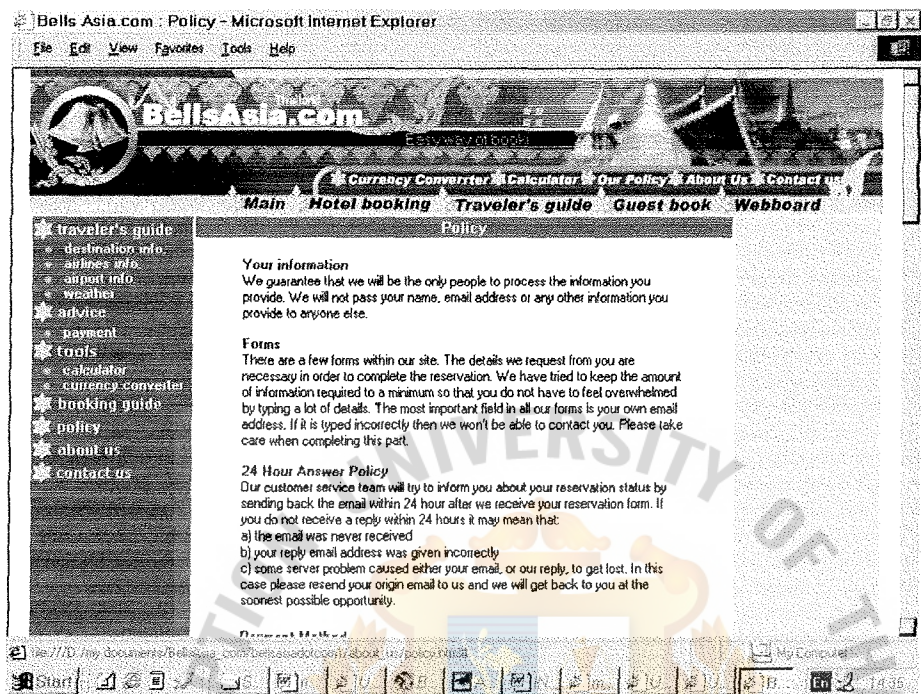 Bells Asia.com : Policy - Microsoft Internet Explorer
File Edit View Favorites Tools Help
BellsAsia.com
Currency Converrter Calculator Our Policy About Us Contact us
Main Hotel booking Traveler's guide Guest book Webboard
traveler's guide
destination info.
airlines info.
airport info.
weather
advice
payment
tools
calculator
currency converter
booking guide
policy
about us
contact us
Policy
Your information
We guarantee that we will be the only people to process the information you
provide. We will not pass your name, email address or any other information you
provide to anyone else.
Forms
There are a few forms within our site. The details we request from you are
necessary in order to complete the reservation. We have tried to keep the amount
of information required to a minimum so that you do not have to feel overwhelmed
by typing a lot of details. The most important field in all our forms is your own email
address. If it is typed incorrectly then we won't be able to contact you. Please take
care when completing this part.
24 Hour Answer Policy
Our customer service team will try to inform you about your reservation status by
sending back the email within 24 hour after we receive your reservation form. If
you do not receive a reply within 24 hours it may mean that:
a) the email was never received
b) your reply email address was given incorrectly
c) some server problem caused either your email, or our reply, to get lost. In this
case please resend your origin email to us and we will get back to you at the
soonest possible opportunity.
Payment Method
My Computer
Start
En
14:35
UNIVERSITY OF